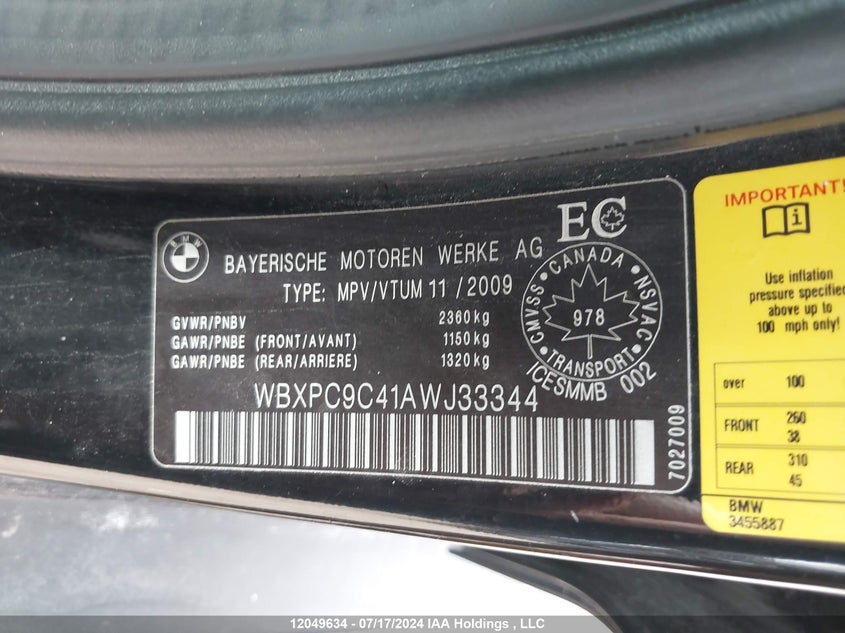 BMW
BAYERISCHE MOTOREN WERKE AG
EC
TYPE: MPV/VTUM 11 / 2009
GVWR/PNBV 2360 kg
GAWR/PNBE (FRONT/AVANT) 1150 kg
GAWR/PNBE (REAR/ARRIERE) 1320 kg
CANADA
CMVSS
NSVAC
978
TRANSPORT
ICESMMB 002
WBXPC9C41AWJ33344
7027009
IMPORTANT!
i
Use inflation
pressure specified
above up to
100 mph only!
over 100
FRONT 260
38
REAR 310
45
BMW
3455887
12049634 - 07/17/2024 IAA Holdings , LLC